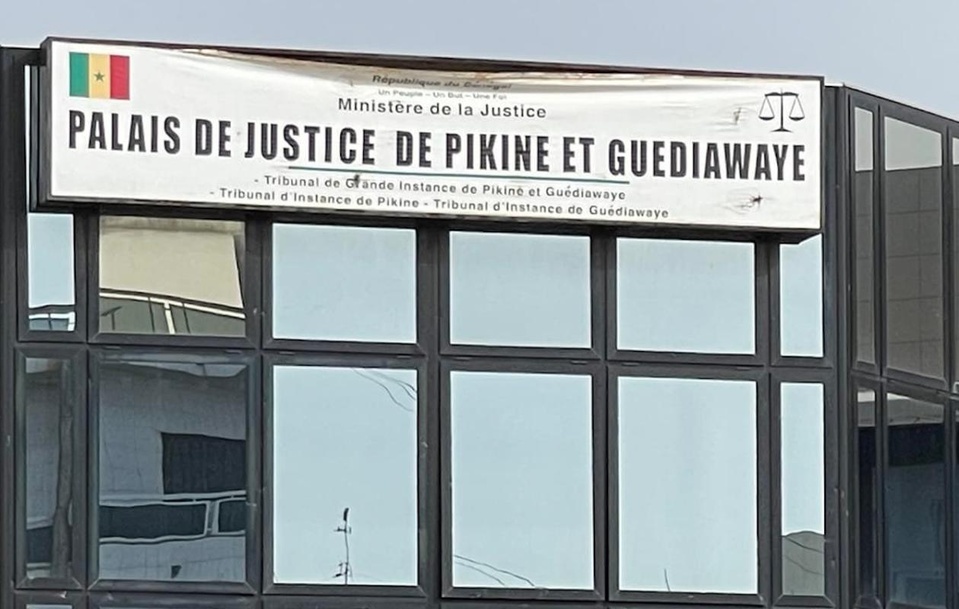 République du Sénégal
Un Peuple – Un But – Une Foi
Ministère de la Justice
PALAIS DE JUSTICE DE PIKINE ET GUEDIAWAYE
- Tribunal de Grande Instance de Pikine et Guédiawaye
- Tribunal d'Instance de Pikine - Tribunal d'Instance de Guédiawaye